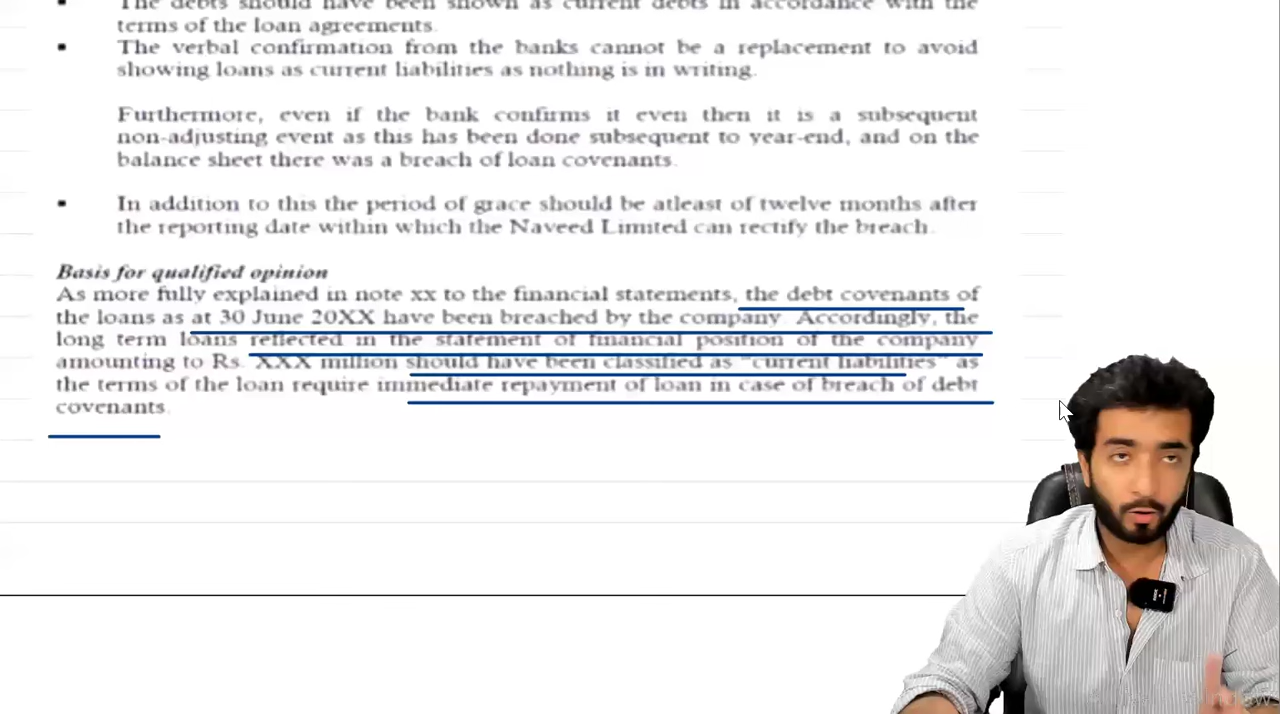 The debts should have been shown as current debts in accordance with the
terms of the loan agreements.
▪ The verbal confirmation from the banks cannot be a replacement to avoid
showing loans as current liabilities as nothing is in writing.
Furthermore, even if the bank confirms it even then it is a subsequent
non-adjusting event as this has been done subsequent to year-end, and on the
balance sheet there was a breach of loan covenants.
▪ In addition to this the period of grace should be atleast of twelve months after
the reporting date within which the Naveed Limited can rectify the breach.
Basis for qualified opinion
As more fully explained in note xx to the financial statements, the debt covenants of
the loans as at 30 June 20XX have been breached by the company. Accordingly, the
long term loans reflected in the statement of financial position of the company
amounting to Rs. XXX million should have been classified as "current liabilities" as
the terms of the loan require immediate repayment of loan in case of breach of debt
covenants.